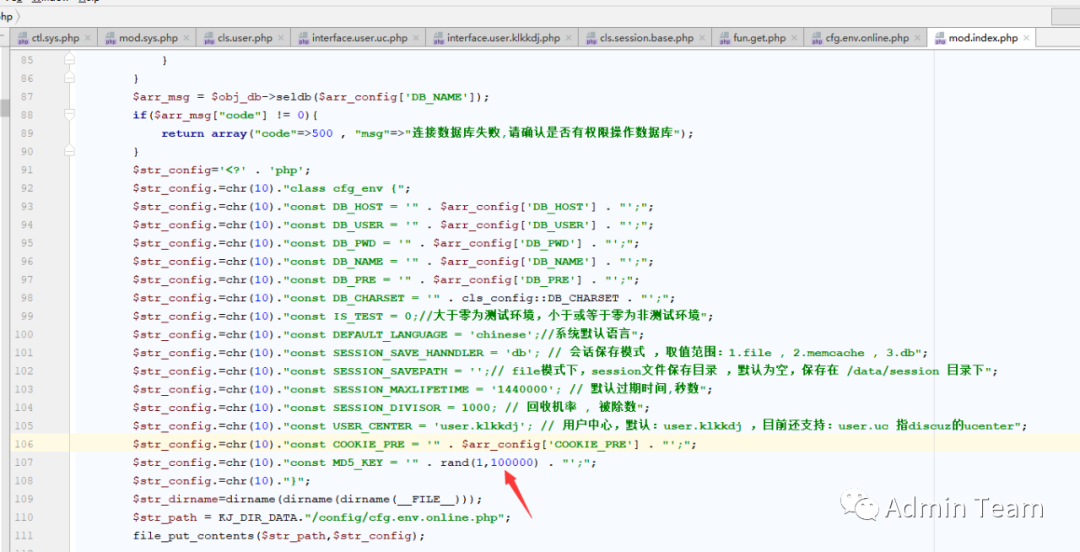 Window Help
php
ctl.sys.php mod.sys.php cls.user.php interface.user.uc.php interface.user.klkkdj.php cls.session.base.php fun.get.php cfg.env.online.php mod.index.php
85 }
86 }
87 $arr_msg = $obj_db->seldb($arr_config['DB_NAME']);
88 if($arr_msg["code"] != 0){
89 return array("code"=>500 , "msg"=>"连接数据库失败,请确认是否有权限操作数据库");
90 }
91 $str_config='<?' . 'php';
92 $str_config.=chr(10)."class cfg_env {";
93 $str_config.=chr(10)."const DB_HOST = '" . $arr_config['DB_HOST'] . "';";
94 $str_config.=chr(10)."const DB_USER = '" . $arr_config['DB_USER'] . "';";
95 $str_config.=chr(10)."const DB_PWD = '" . $arr_config['DB_PWD'] . "';";
96 $str_config.=chr(10)."const DB_NAME = '" . $arr_config['DB_NAME'] . "';";
97 $str_config.=chr(10)."const DB_PRE = '" . $arr_config['DB_PRE'] . "';";
98 $str_config.=chr(10)."const DB_CHARSET = '" . cls_config::DB_CHARSET . "';";
99 $str_config.=chr(10)."const IS_TEST = 0;//大于零为测试环境，小于或等于零为非测试环境";
100 $str_config.=chr(10)."const DEFAULT_LANGUAGE = 'chinese';//系统默认语言";
101 $str_config.=chr(10)."const SESSION_SAVE_HANNDLER = 'db'; // 会话保存模式 ，取值范围：1.file , 2.memcache , 3.db";
102 $str_config.=chr(10)."const SESSION_SAVEPATH = '';// file模式下，session文件保存目录 ，默认为空，保存在 /data/session 目录下";
103 $str_config.=chr(10)."const SESSION_MAXLIFETIME = '1440000'; // 默认过期时间,秒数";
104 $str_config.=chr(10)."const SESSION_DIVISOR = 1000; // 回收机率 , 被除数";
105 $str_config.=chr(10)."const USER_CENTER = 'user.klkkdj'; // 用户中心，默认：user.klkkdj ，目前还支持：user.uc 指discuz的ucenter";
106 $str_config.=chr(10)."const COOKIE_PRE = '" . $arr_config['COOKIE_PRE'] . "';";
107 $str_config.=chr(10)."const MD5_KEY = '" . rand(1,100000) . "';";
108 $str_config.=chr(10)."}";
109 $str_dirname=dirname(dirname(dirname(__FILE__)));
110 $str_path = KJ_DIR_DATA."/config/cfg.env.online.php";
111 file_put_contents($str_path,$str_config);
Admin Team